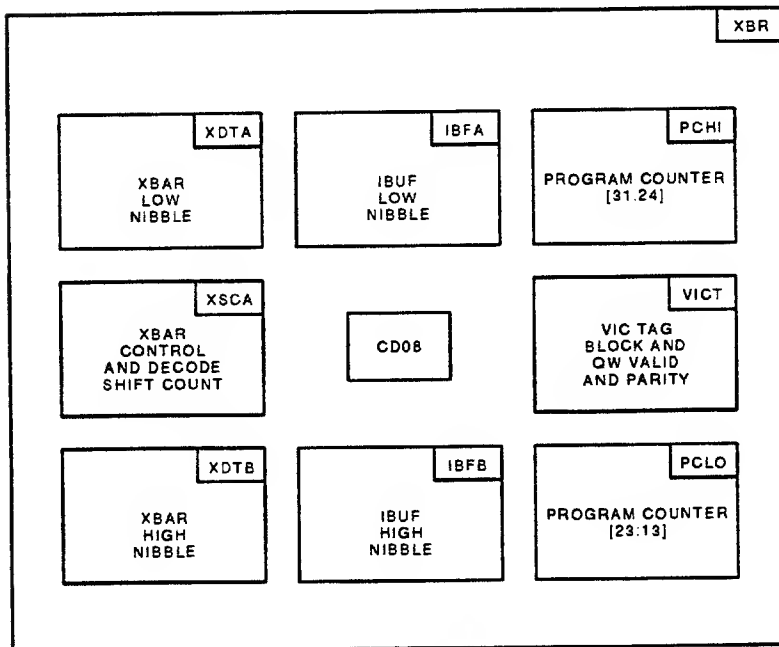 XBR
XDTA
XBAR
LOW
NIBBLE
IBFA
IBUF
LOW
NIBBLE
PCHI
PROGRAM COUNTER
[31.24]
XSCA
XBAR
CONTROL
AND DECODE
SHIFT COUNT
CD08
VICT
VIC TAG
BLOCK AND
QW VALID
AND PARITY
XDTB
XBAR
HIGH
NIBBLE
IBFB
IBUF
HIGH
NIBBLE
PCLO
PROGRAM COUNTER
[23:13]